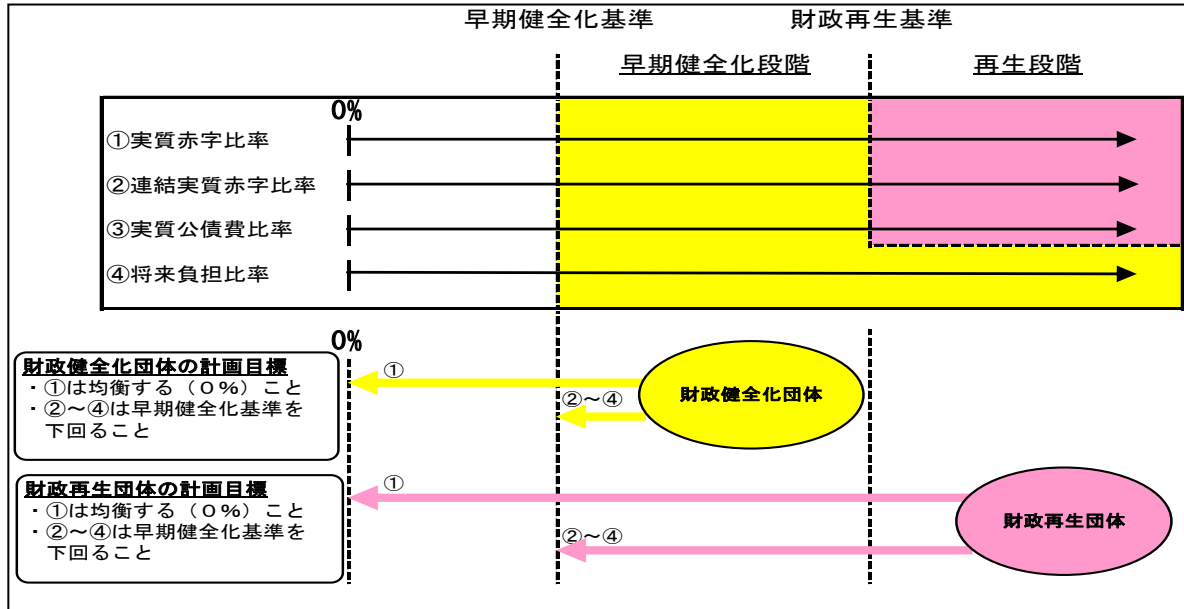 早期健全化基準
財政再生基準
早期健全化段階
再生段階
0%
①実質赤字比率
②連結実質赤字比率
③実質公債費比率
④将来負担比率
0%
財政健全化団体の計画目標
・①は均衡する（０％）こと
・②～④は早期健全化基準を
下回ること
①
②～④
財政健全化団体
財政再生団体の計画目標
・①は均衡する（０％）こと
・②～④は早期健全化基準を
下回ること
①
②～④
財政再生団体